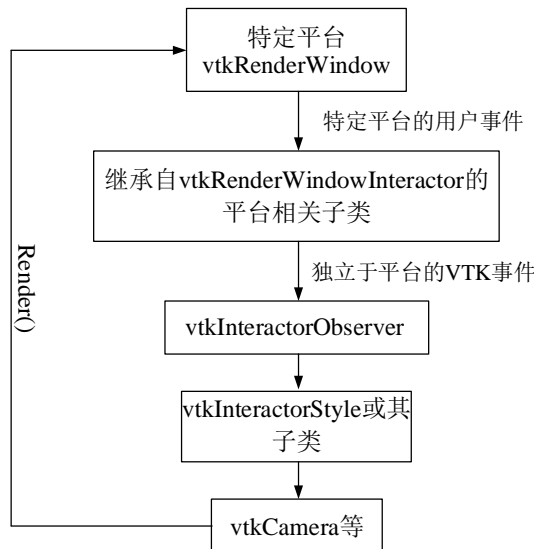 特定平台
vtkRenderWindow
特定平台的用户事件
继承自vtkRenderWindowInteractor的
平台相关子类
Render()
独立于平台的VTK事件
vtkInteractorObserver
vtkInteractorStyle或其
子类
vtkCamera等